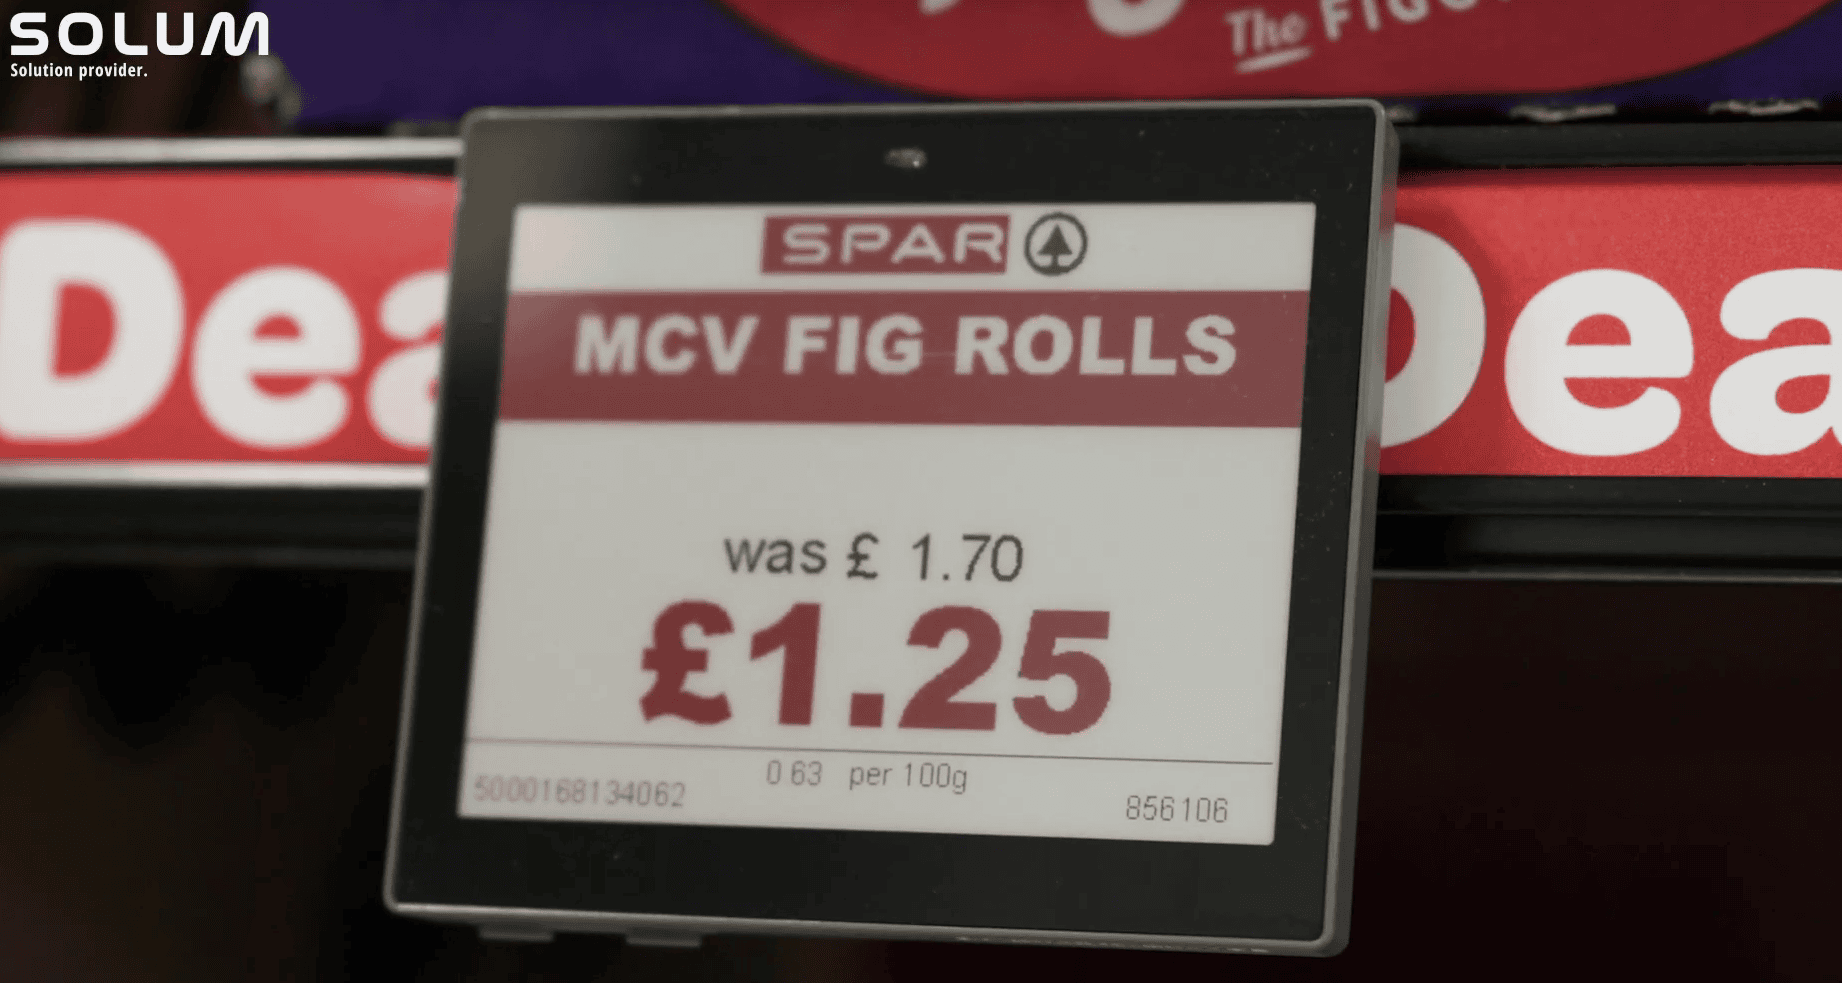 SOLUM
Solution provider.
The
Dea
Dea
SPAR
MCV FIG ROLLS
was £ 1.70
£1.25
0 63 per 100g
5000168134062
856106